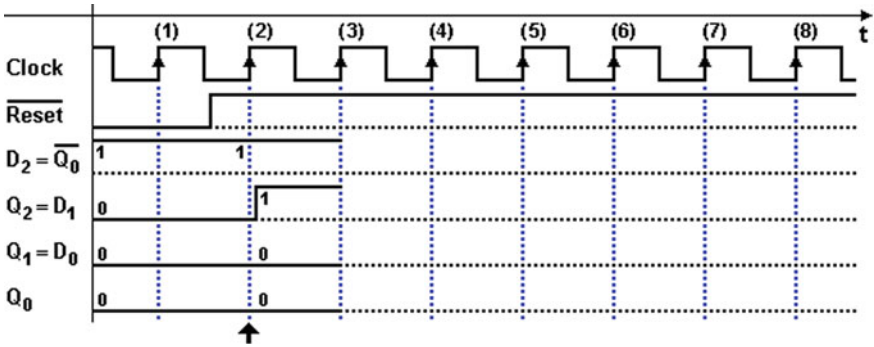 (1) (2) (3) (4) (5) (6) (7) (8)
t
Clock
Reset
D2 = Q0 1 1
Q2 = D1 0 1
Q1 = D0 0 0
Q0 0 0